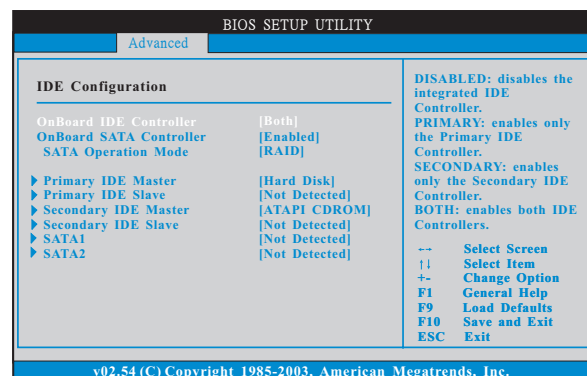 BIOS SETUP UTILITY
Advanced
IDE Configuration
OnBoard IDE Controller [Both]
OnBoard SATA Controller [Enabled]
SATA Operation Mode [RAID]
Primary IDE Master [Hard Disk]
Primary IDE Slave [Not Detected]
Secondary IDE Master [ATAPI CDROM]
Secondary IDE Slave [Not Detected]
SATA1 [Not Detected]
SATA2 [Not Detected]
DISABLED: disables the
integrated IDE
Controller.
PRIMARY: enables only
the Primary IDE
Controller.
SECONDARY: enables
only the Secondary IDE
Controller.
BOTH: enables both IDE
Controllers.
←→ Select Screen
↑↓ Select Item
+- Change Option
F1 General Help
F9 Load Defaults
F10 Save and Exit
ESC Exit
v02.54 (C) Copyright 1985-2003, American Megatrends, Inc.